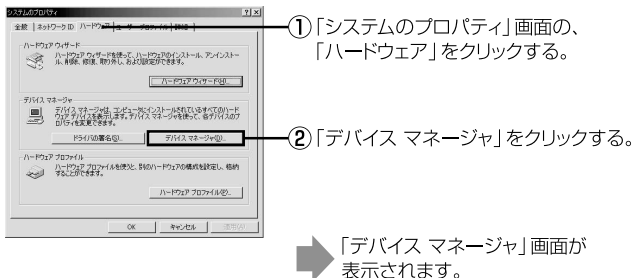 システムのプロパティ
全般 ネットワーク ID ハードウェア ユーザー プロファイル 詳細
ハードウェア ウィザード
ハードウェア ウィザードを使って、ハードウェアのインストール、アンインストー
ル、削除、修復、取り外し、および設定ができます。
ハードウェア ウィザード(H)...
デバイス マネージャ
デバイス マネージャは、コンピュータにインストールされているすべてのハード
ウェア デバイスを表示します。デバイス マネージャを使って、各デバイスのプ
ロパティを変更できます。
ドライバの署名(S)... デバイス マネージャ(D)...
ハードウェア プロファイル
ハードウェア プロファイルを使うと、別のハードウェアの構成を設定し、格納
することができます。
ハードウェア プロファイル(P)...
OK キャンセル 適用(A)
①「システムのプロパティ」画面の、
「ハードウェア」をクリックする。
②「デバイス マネージャ」をクリックする。
「デバイス マネージャ」画面が
表示されます。